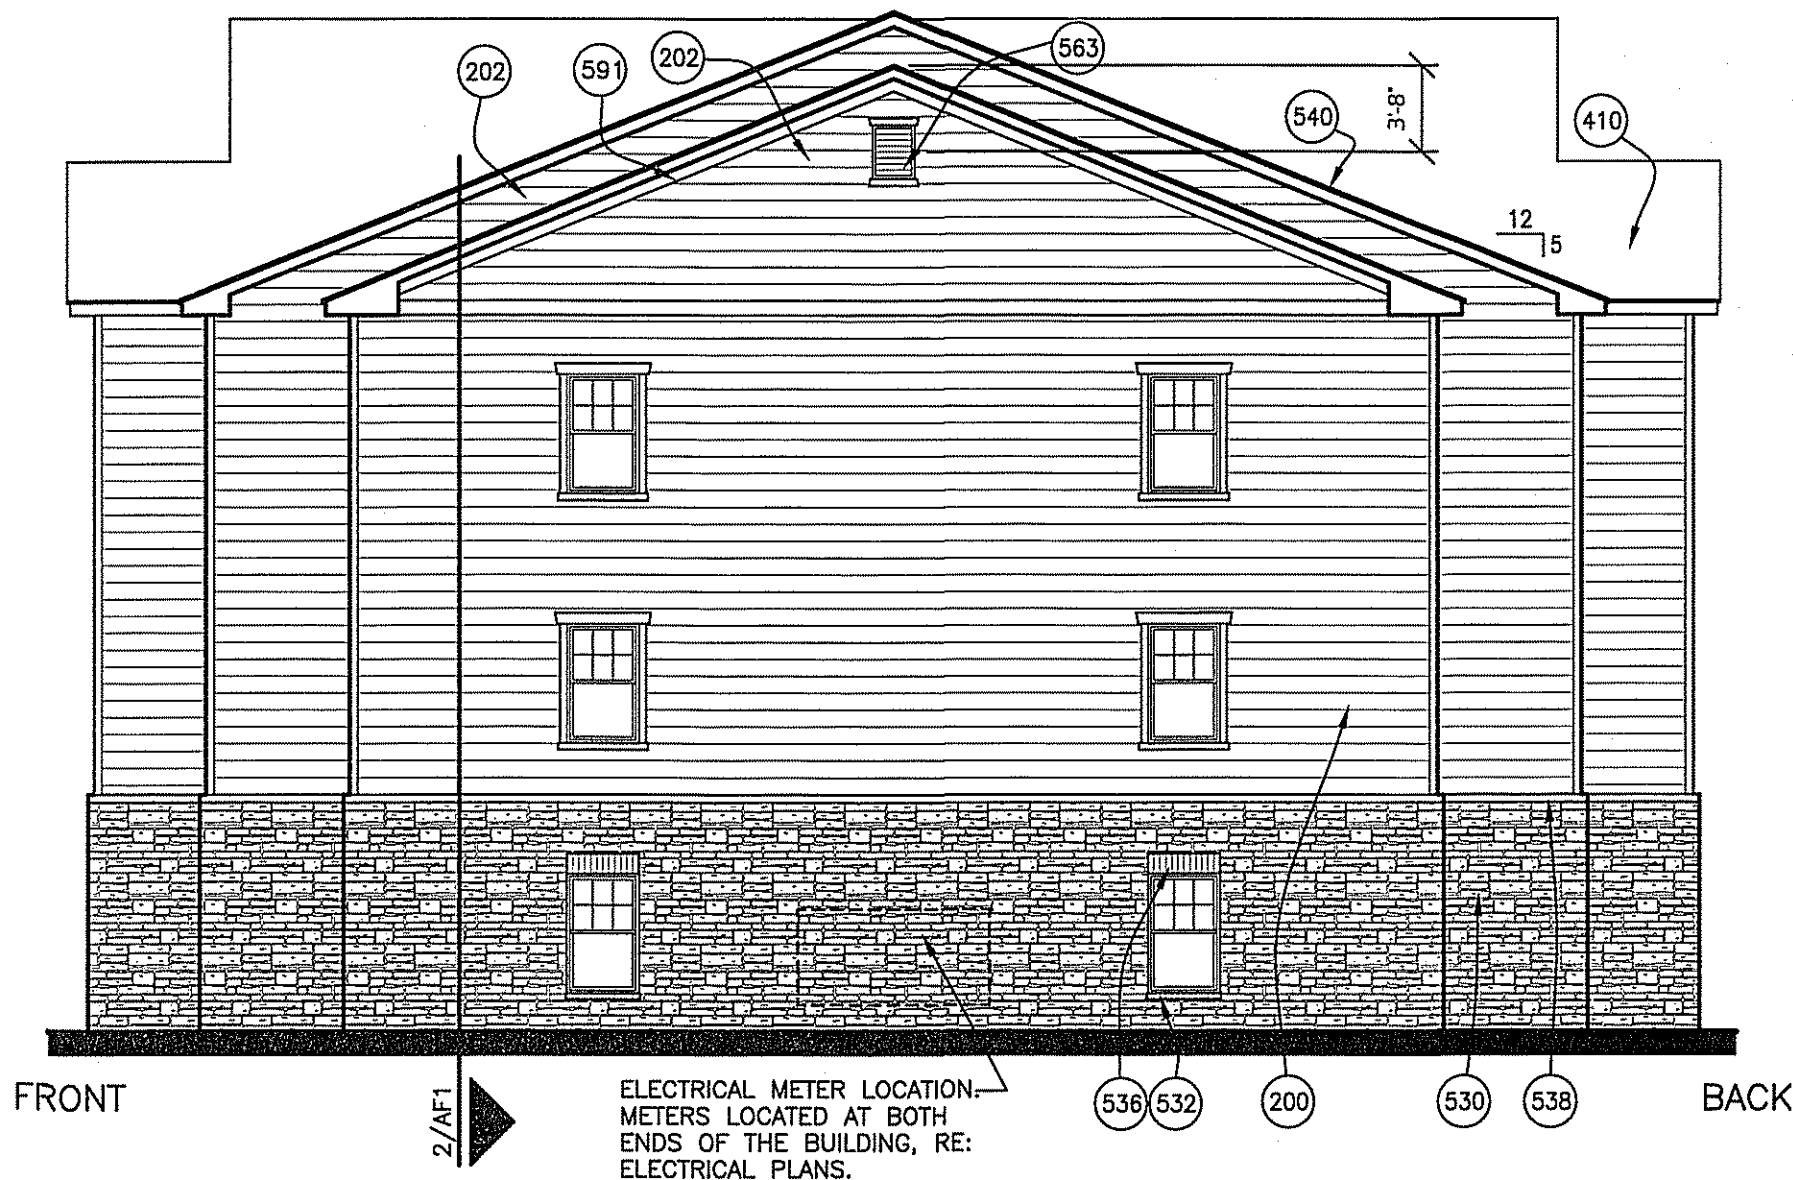 202
591
202
563
540
3'-8"
410
12
5
FRONT
2/AF1
ELECTRICAL METER LOCATION.
METERS LOCATED AT BOTH
ENDS OF THE BUILDING, RE:
ELECTRICAL PLANS.
536
532
200
530
538
BACK